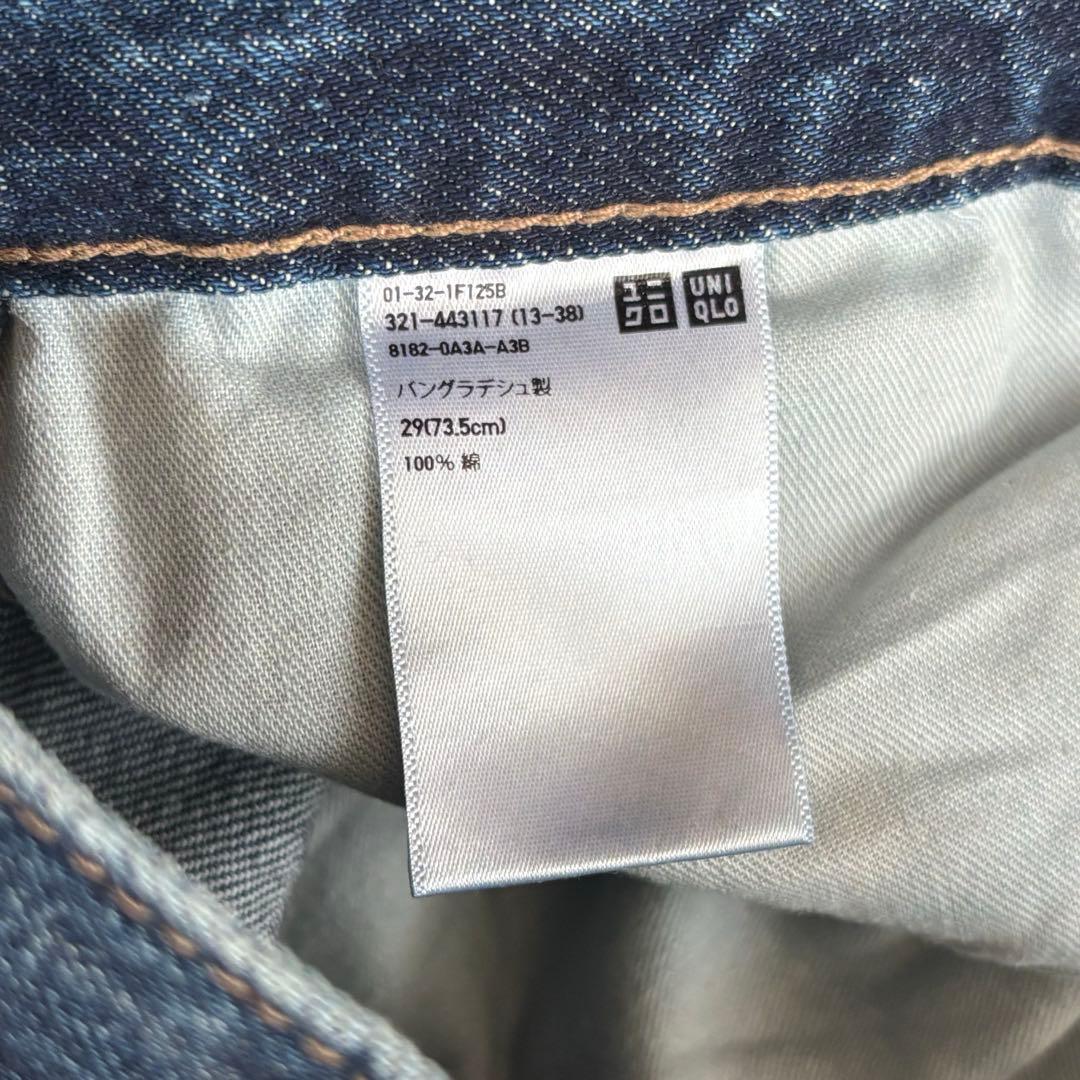 01-32-1F125B
321-443117 (13-38)
8182-0A3A-A3B
ユニ
クロ
UNI
QLO
バングラデシュ製
29(73.5cm)
100% 綿